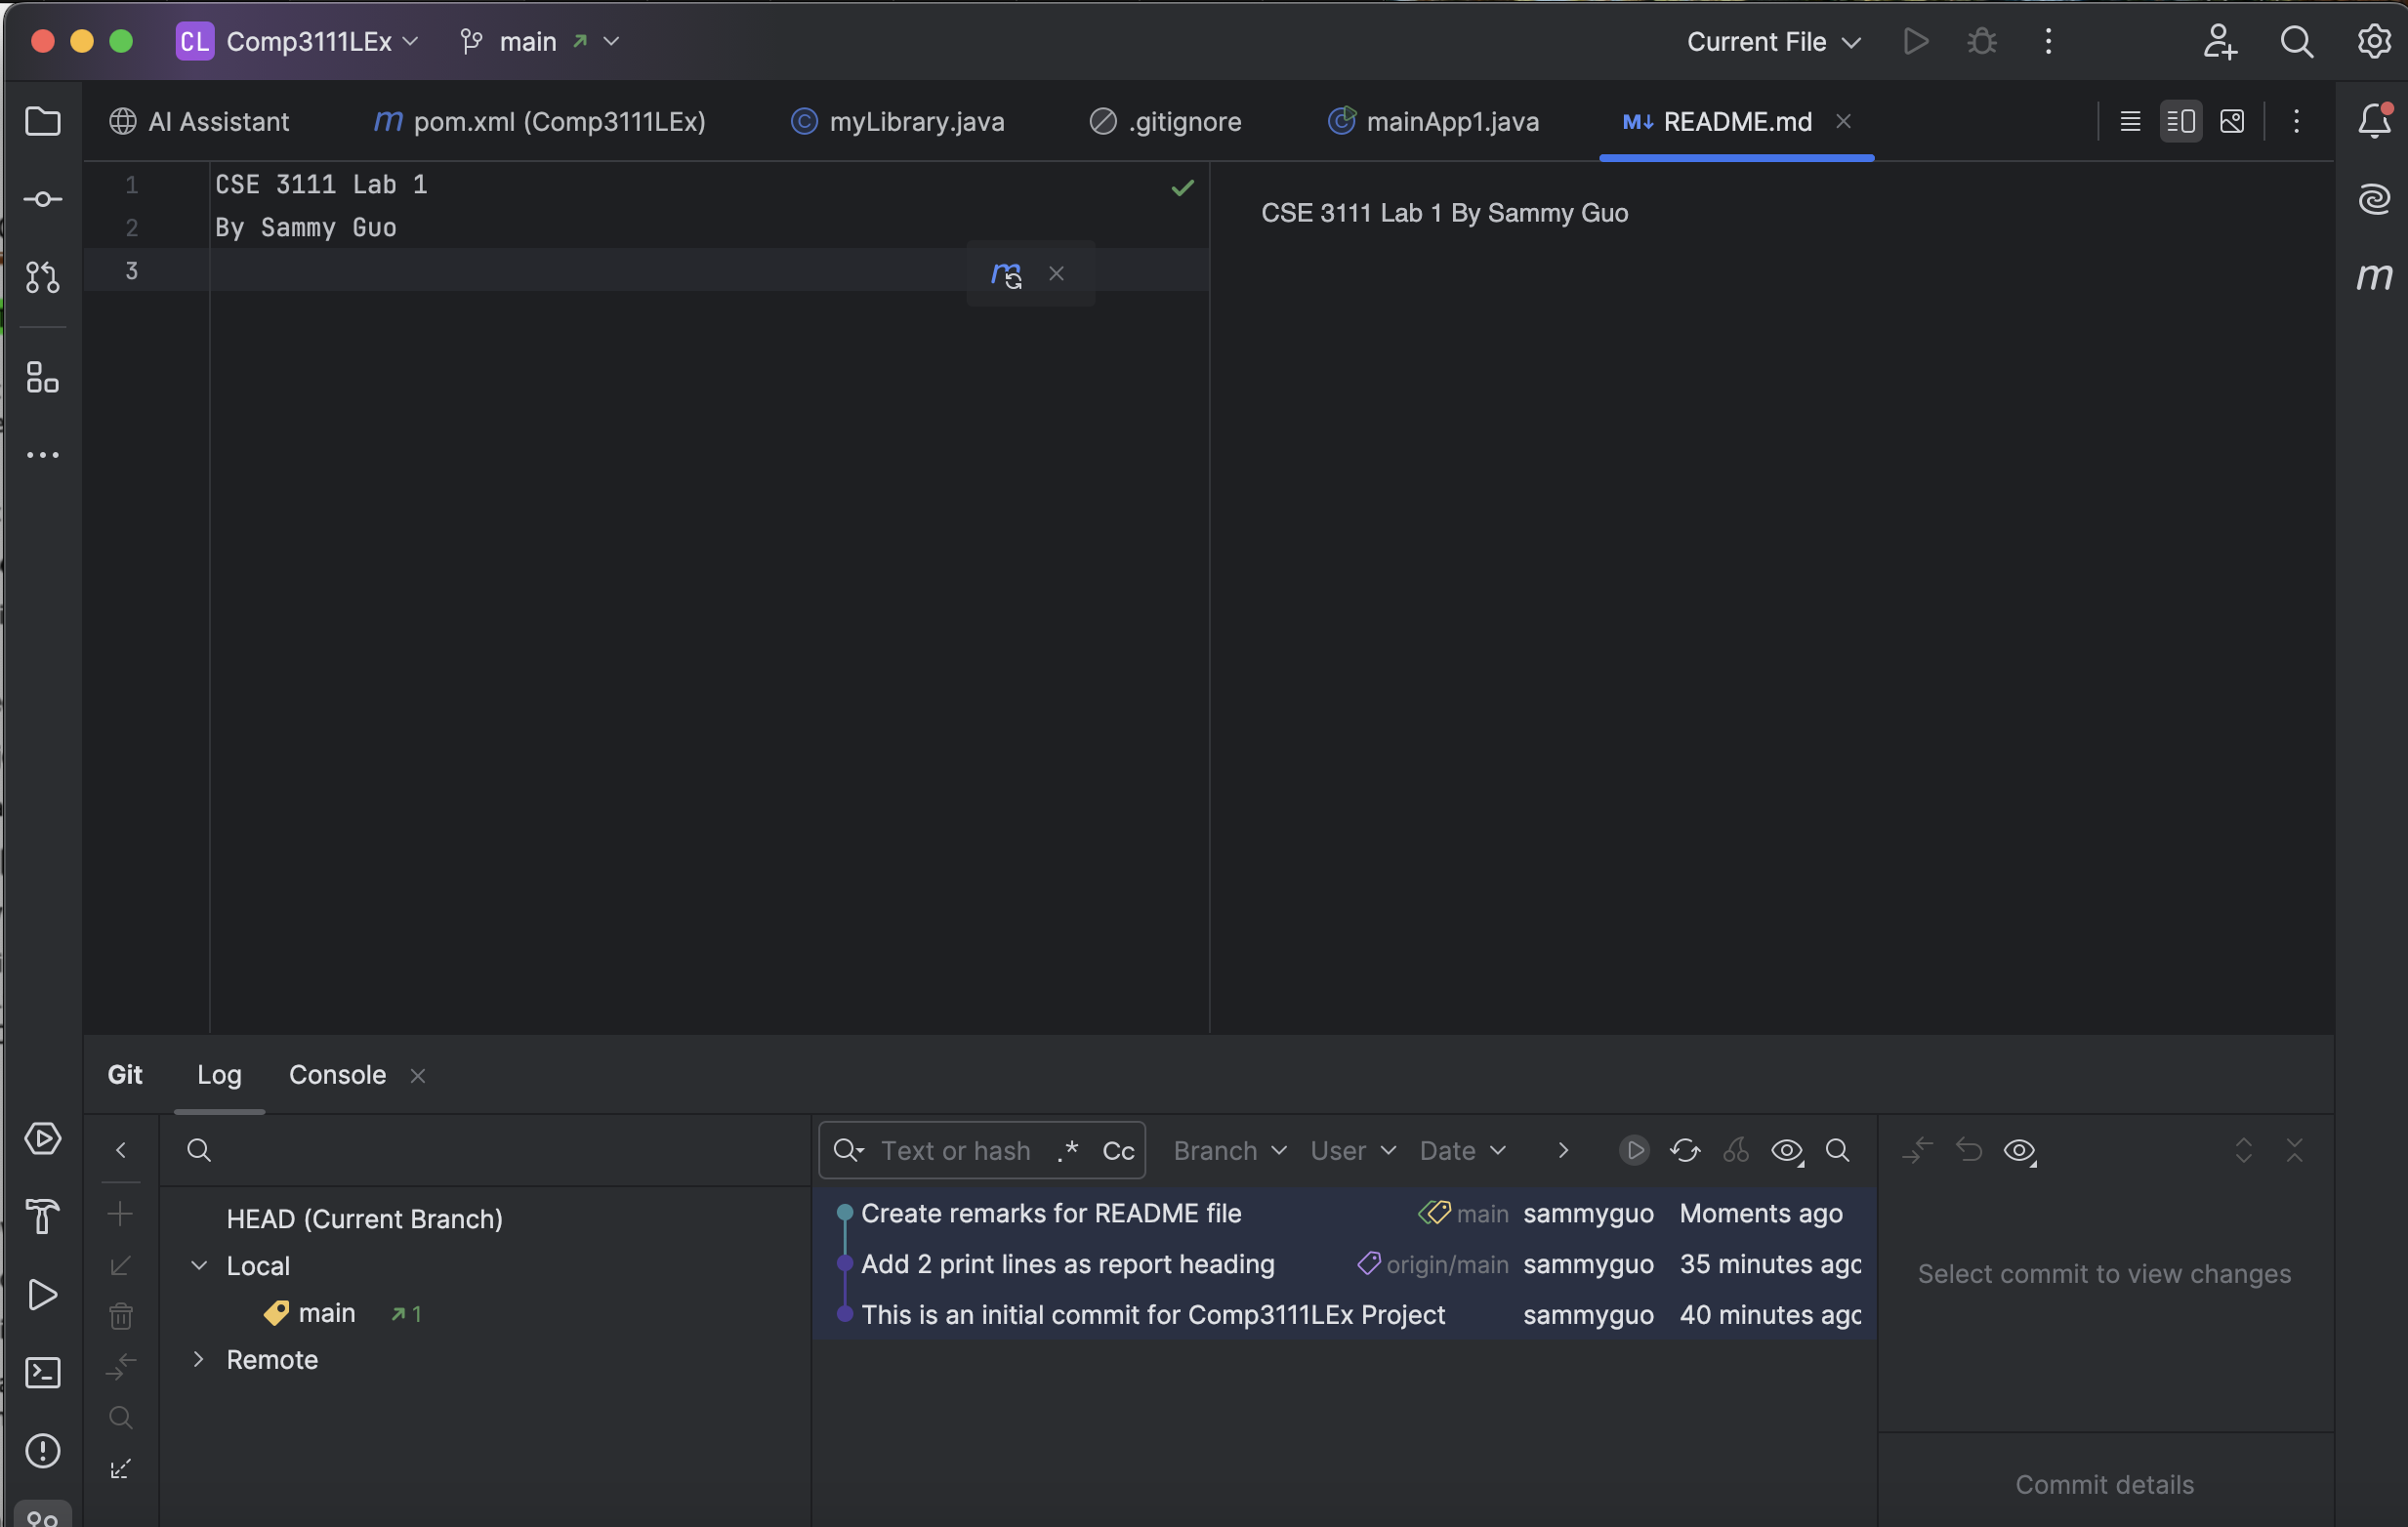 CL Comp3111LEx main Current File
AI Assistant m pom.xml (Comp3111LEx) myLibrary.java .gitignore mainApp1.java M↓ README.md
1 CSE 3111 Lab 1
2 By Sammy Guo
3
CSE 3111 Lab 1 By Sammy Guo
Git Log Console
Text or hash .* Cc Branch User Date
HEAD (Current Branch)
Local
main 1
Remote
Create remarks for README file main sammyguo Moments ago
Add 2 print lines as report heading origin/main sammyguo 35 minutes ago
This is an initial commit for Comp3111LEx Project sammyguo 40 minutes ago
Select commit to view changes
Commit details